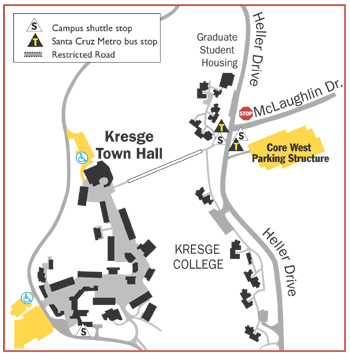 S
Campus shuttle stop
T
Santa Cruz Metro bus stop
Restricted Road
Graduate
Student
Housing
Heller Drive
STOP
McLaughlin Dr.
T
S
S
T
Core West
Parking Structure
Kresge
Town Hall
KRESGE
COLLEGE
Heller Drive
S